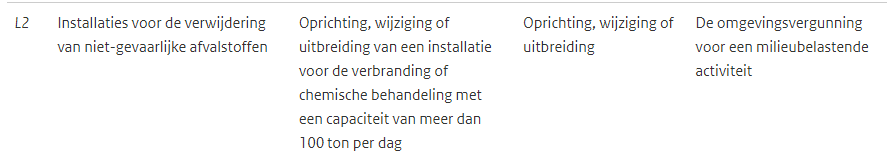 L2
Installaties voor de verwijdering
van niet-gevaarlijke afvalstoffen
Oprichting, wijziging of
uitbreiding van een installatie
voor de verbranding of
chemische behandeling met
een capaciteit van meer dan
100 ton per dag
Oprichting, wijziging of
uitbreiding
De omgevingsvergunning
voor een milieubelastende
activiteit